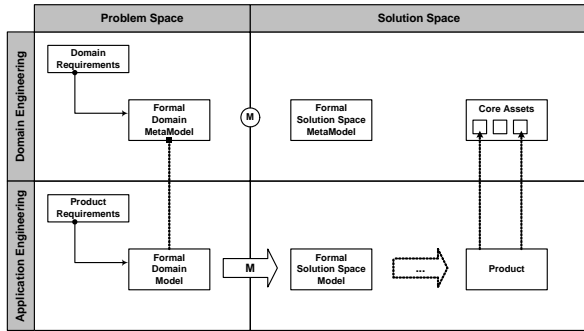 Problem Space
Solution Space
Domain Engineering
Domain
Requirements
Formal
Domain
MetaModel
M
Formal
Solution Space
MetaModel
Core Assets
Application Engineering
Product
Requirements
Formal
Domain
Model
M
Formal
Solution Space
Model
...
Product